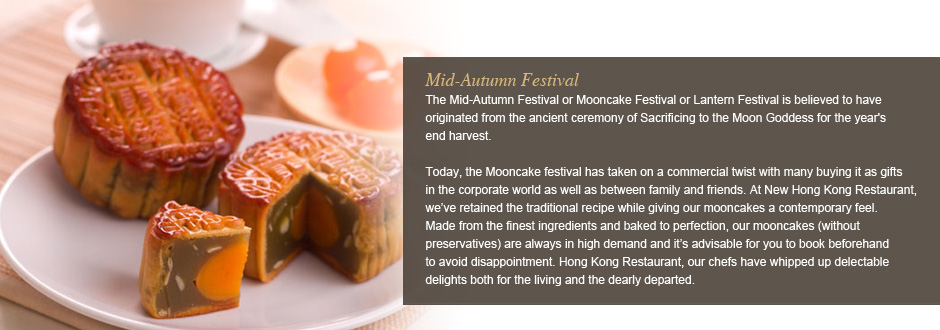 Mid-Autumn Festival
The Mid-Autumn Festival or Mooncake Festival or Lantern Festival is believed to have
originated from the ancient ceremony of Sacrificing to the Moon Goddess for the year's
end harvest.
Today, the Mooncake festival has taken on a commercial twist with many buying it as gifts
in the corporate world as well as between family and friends. At New Hong Kong Restaurant,
we've retained the traditional recipe while giving our mooncakes a contemporary feel.
Made from the finest ingredients and baked to perfection, our mooncakes (without
preservatives) are always in high demand and it's advisable for you to book beforehand
to avoid disappointment. Hong Kong Restaurant, our chefs have whipped up delectable
delights both for the living and the dearly departed.